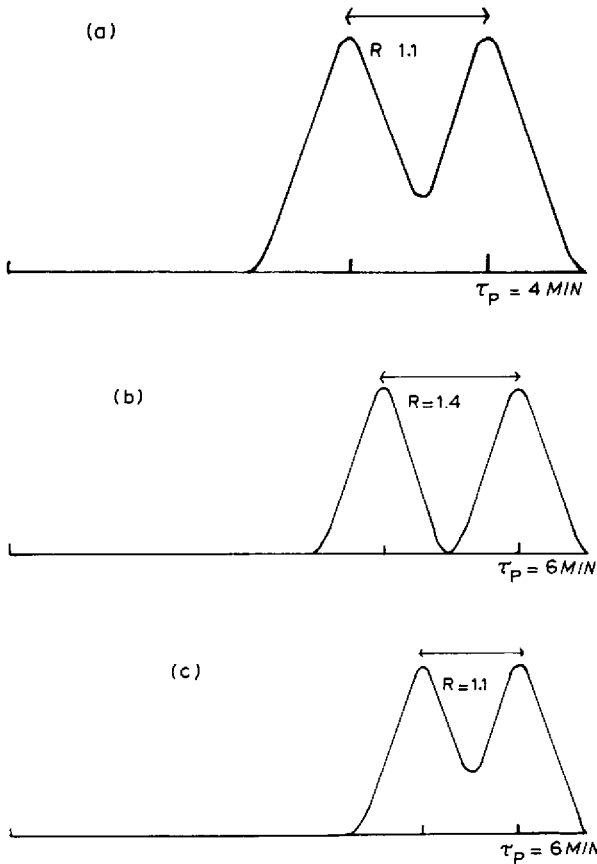 (a)
R 1.1
τP = 4 MIN
(b)
R=1.4
τP = 6 MIN
(c)
R=1.1
τP = 6 MIN